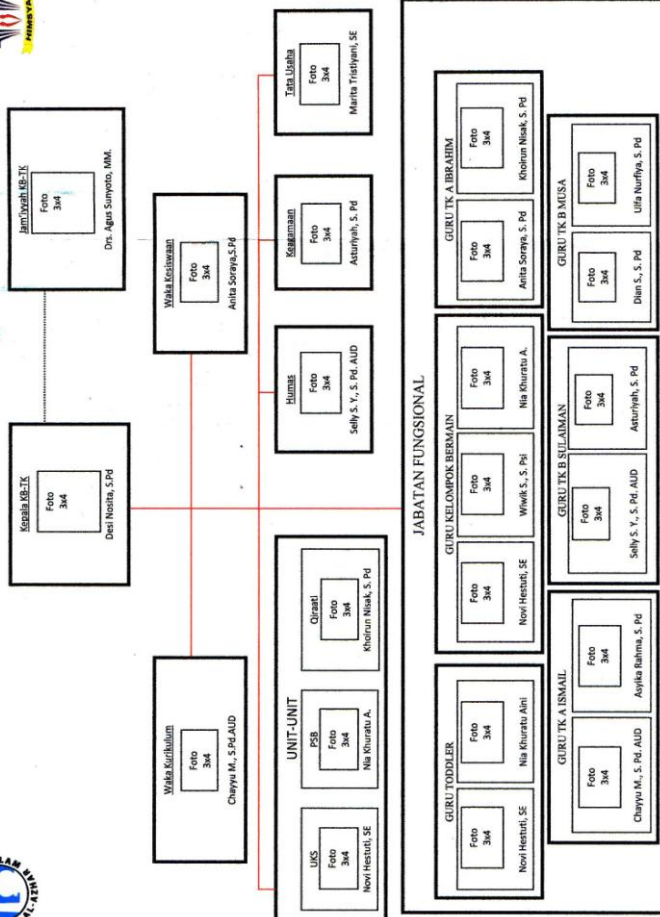 HIMSYA
LAM
AL-AZHAR
Kepala KB-TK
Foto
3x4
Desi Nosita, S.Pd
Jam'iyyah KB-TK
Foto
3x4
Drs. Agus Sunyoto, MM.
Waka Kurikulum
Foto
3x4
Chayyu M., S.Pd.AUD
Waka Kesiswaan
Foto
3x4
Anita Soraya,S.Pd
UNIT-UNIT
UKS
Foto
3x4
Novi Hestuti, SE
PSB
Foto
3x4
Nia Khuratu A.
Qiraati
Foto
3x4
Khoirun Nisak, S. Pd
Humas
Foto
3x4
Selly S. Y., S. Pd. AUD
Keagamaan
Foto
3x4
Asturiyah, S. Pd
Tata Usaha
Foto
3x4
Marita Tristiyani, SE
JABATAN FUNGSIONAL
GURU TODDLER
Foto
3x4
Novi Hestuti, SE
Foto
3x4
Nia Khuratu Aini
GURU KELOMPOK BERMAIN
Foto
3x4
Novi Hestuti, SE
Foto
3x4
Wiwik S., S. Psi
Foto
3x4
Nia Khuratu A.
GURU TK A IBRAHIM
Foto
3x4
Anita Soraya, S. Pd
Foto
3x4
Khoirun Nisak, S. Pd
GURU TK A ISMAIL
Foto
3x4
Chayyu M., S. Pd. AUD
Foto
3x4
Asyika Rahma, S. Pd
GURU TK B SULAIMAN
Foto
3x4
Selly S. Y., S. Pd. AUD
Foto
3x4
Asturiyah, S. Pd
GURU TK B MUSA
Foto
3x4
Dian S., S. Pd
Foto
3x4
Ulfa Nurfiya, S. Pd